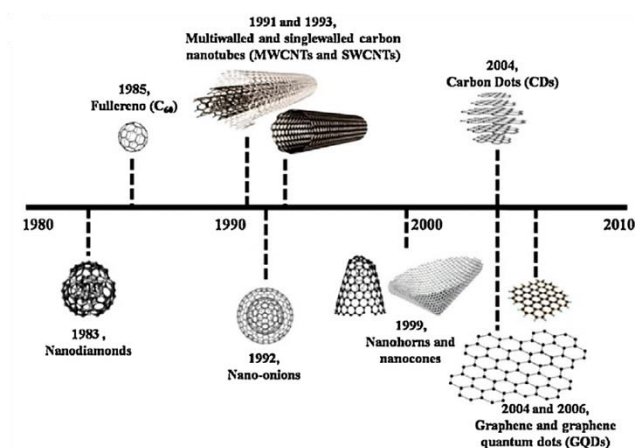 1991 and 1993,
Multiwalled and singlewalled carbon
nanotubes (MWCNTs and SWCNTs)
1985,
Fullereno (C₆₀)
2004,
Carbon Dots (CDs)
1980
1990
2000
2010
1983 ,
Nanodiamonds
1992,
Nano-onions
1999,
Nanohorns and
nanocones
2004 and 2006,
Graphene and graphene
quantum dots (GQDs)